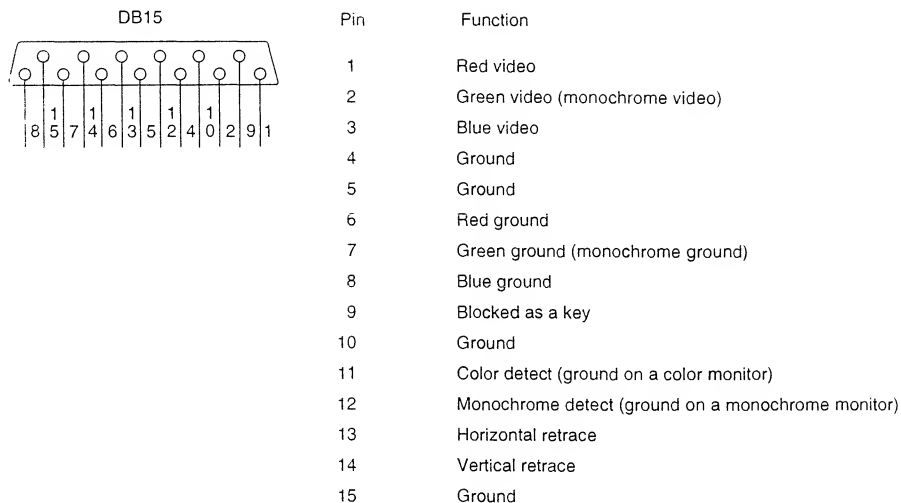 DB15 Pin Function
1 Red video
2 Green video (monochrome video)
3 Blue video
4 Ground
5 Ground
6 Red ground
7 Green ground (monochrome ground)
8 Blue ground
9 Blocked as a key
10 Ground
11 Color detect (ground on a color monitor)
12 Monochrome detect (ground on a monochrome monitor)
13 Horizontal retrace
14 Vertical retrace
15 Ground
8 15 7 14 6 13 5 12 4 10 2 9 1